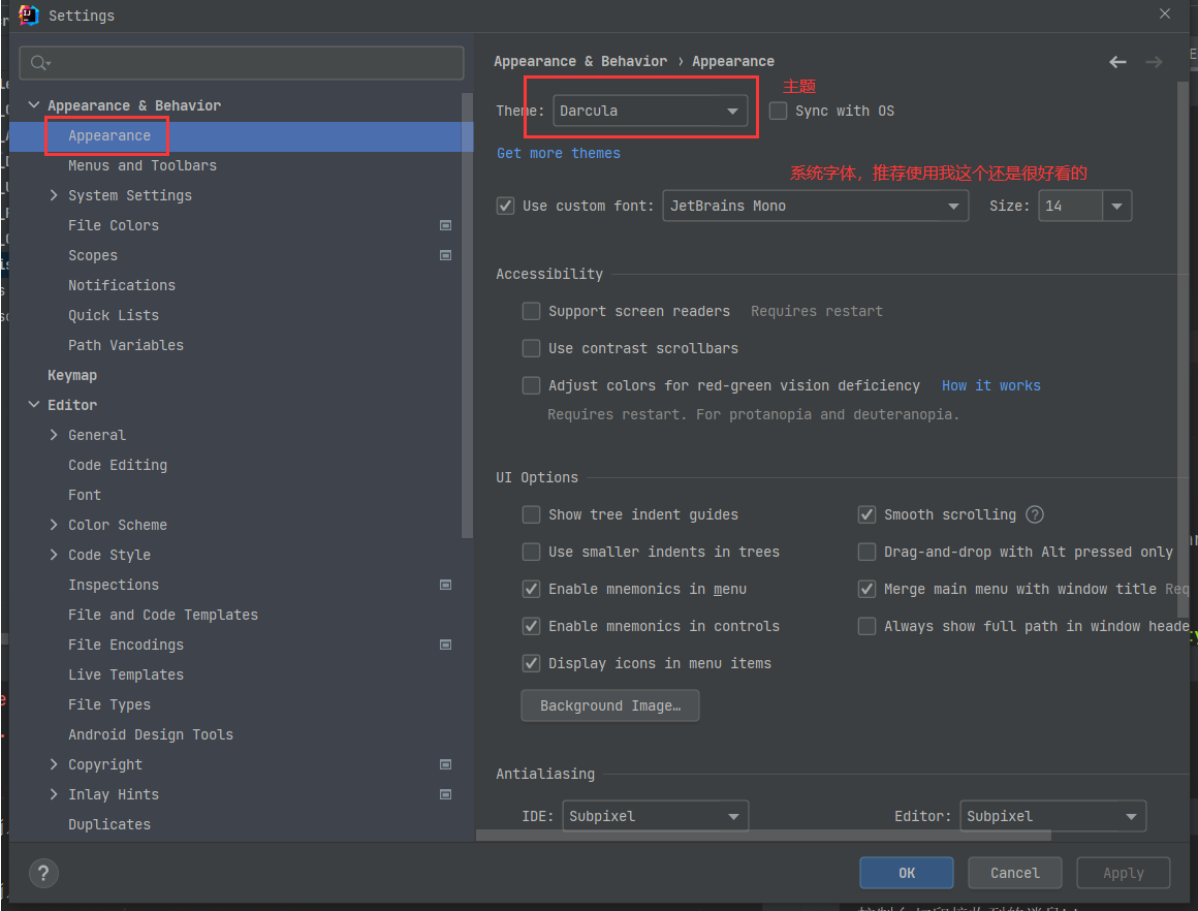 Settings
Appearance & Behavior
Appearance
Menus and Toolbars
System Settings
File Colors
Scopes
Notifications
Quick Lists
Path Variables
Keymap
Editor
General
Code Editing
Font
Color Scheme
Code Style
Inspections
File and Code Templates
File Encodings
Live Templates
File Types
Android Design Tools
Copyright
Inlay Hints
Duplicates
Appearance & Behavior › Appearance
主题
Theme: Darcula Sync with OS
Get more themes
系统字体，推荐使用我这个还是很好看的
Use custom font: JetBrains Mono Size: 14
Accessibility
Support screen readers Requires restart
Use contrast scrollbars
Adjust colors for red-green vision deficiency How it works
Requires restart. For protanopia and deuteranopia.
UI Options
Show tree indent guides Smooth scrolling ?
Use smaller indents in trees Drag-and-drop with Alt pressed only
Enable mnemonics in menu Merge main menu with window title Req
Enable mnemonics in controls Always show full path in window heade
Display icons in menu items
Background Image…
Antialiasing
IDE: Subpixel Editor: Subpixel
? OK Cancel Apply